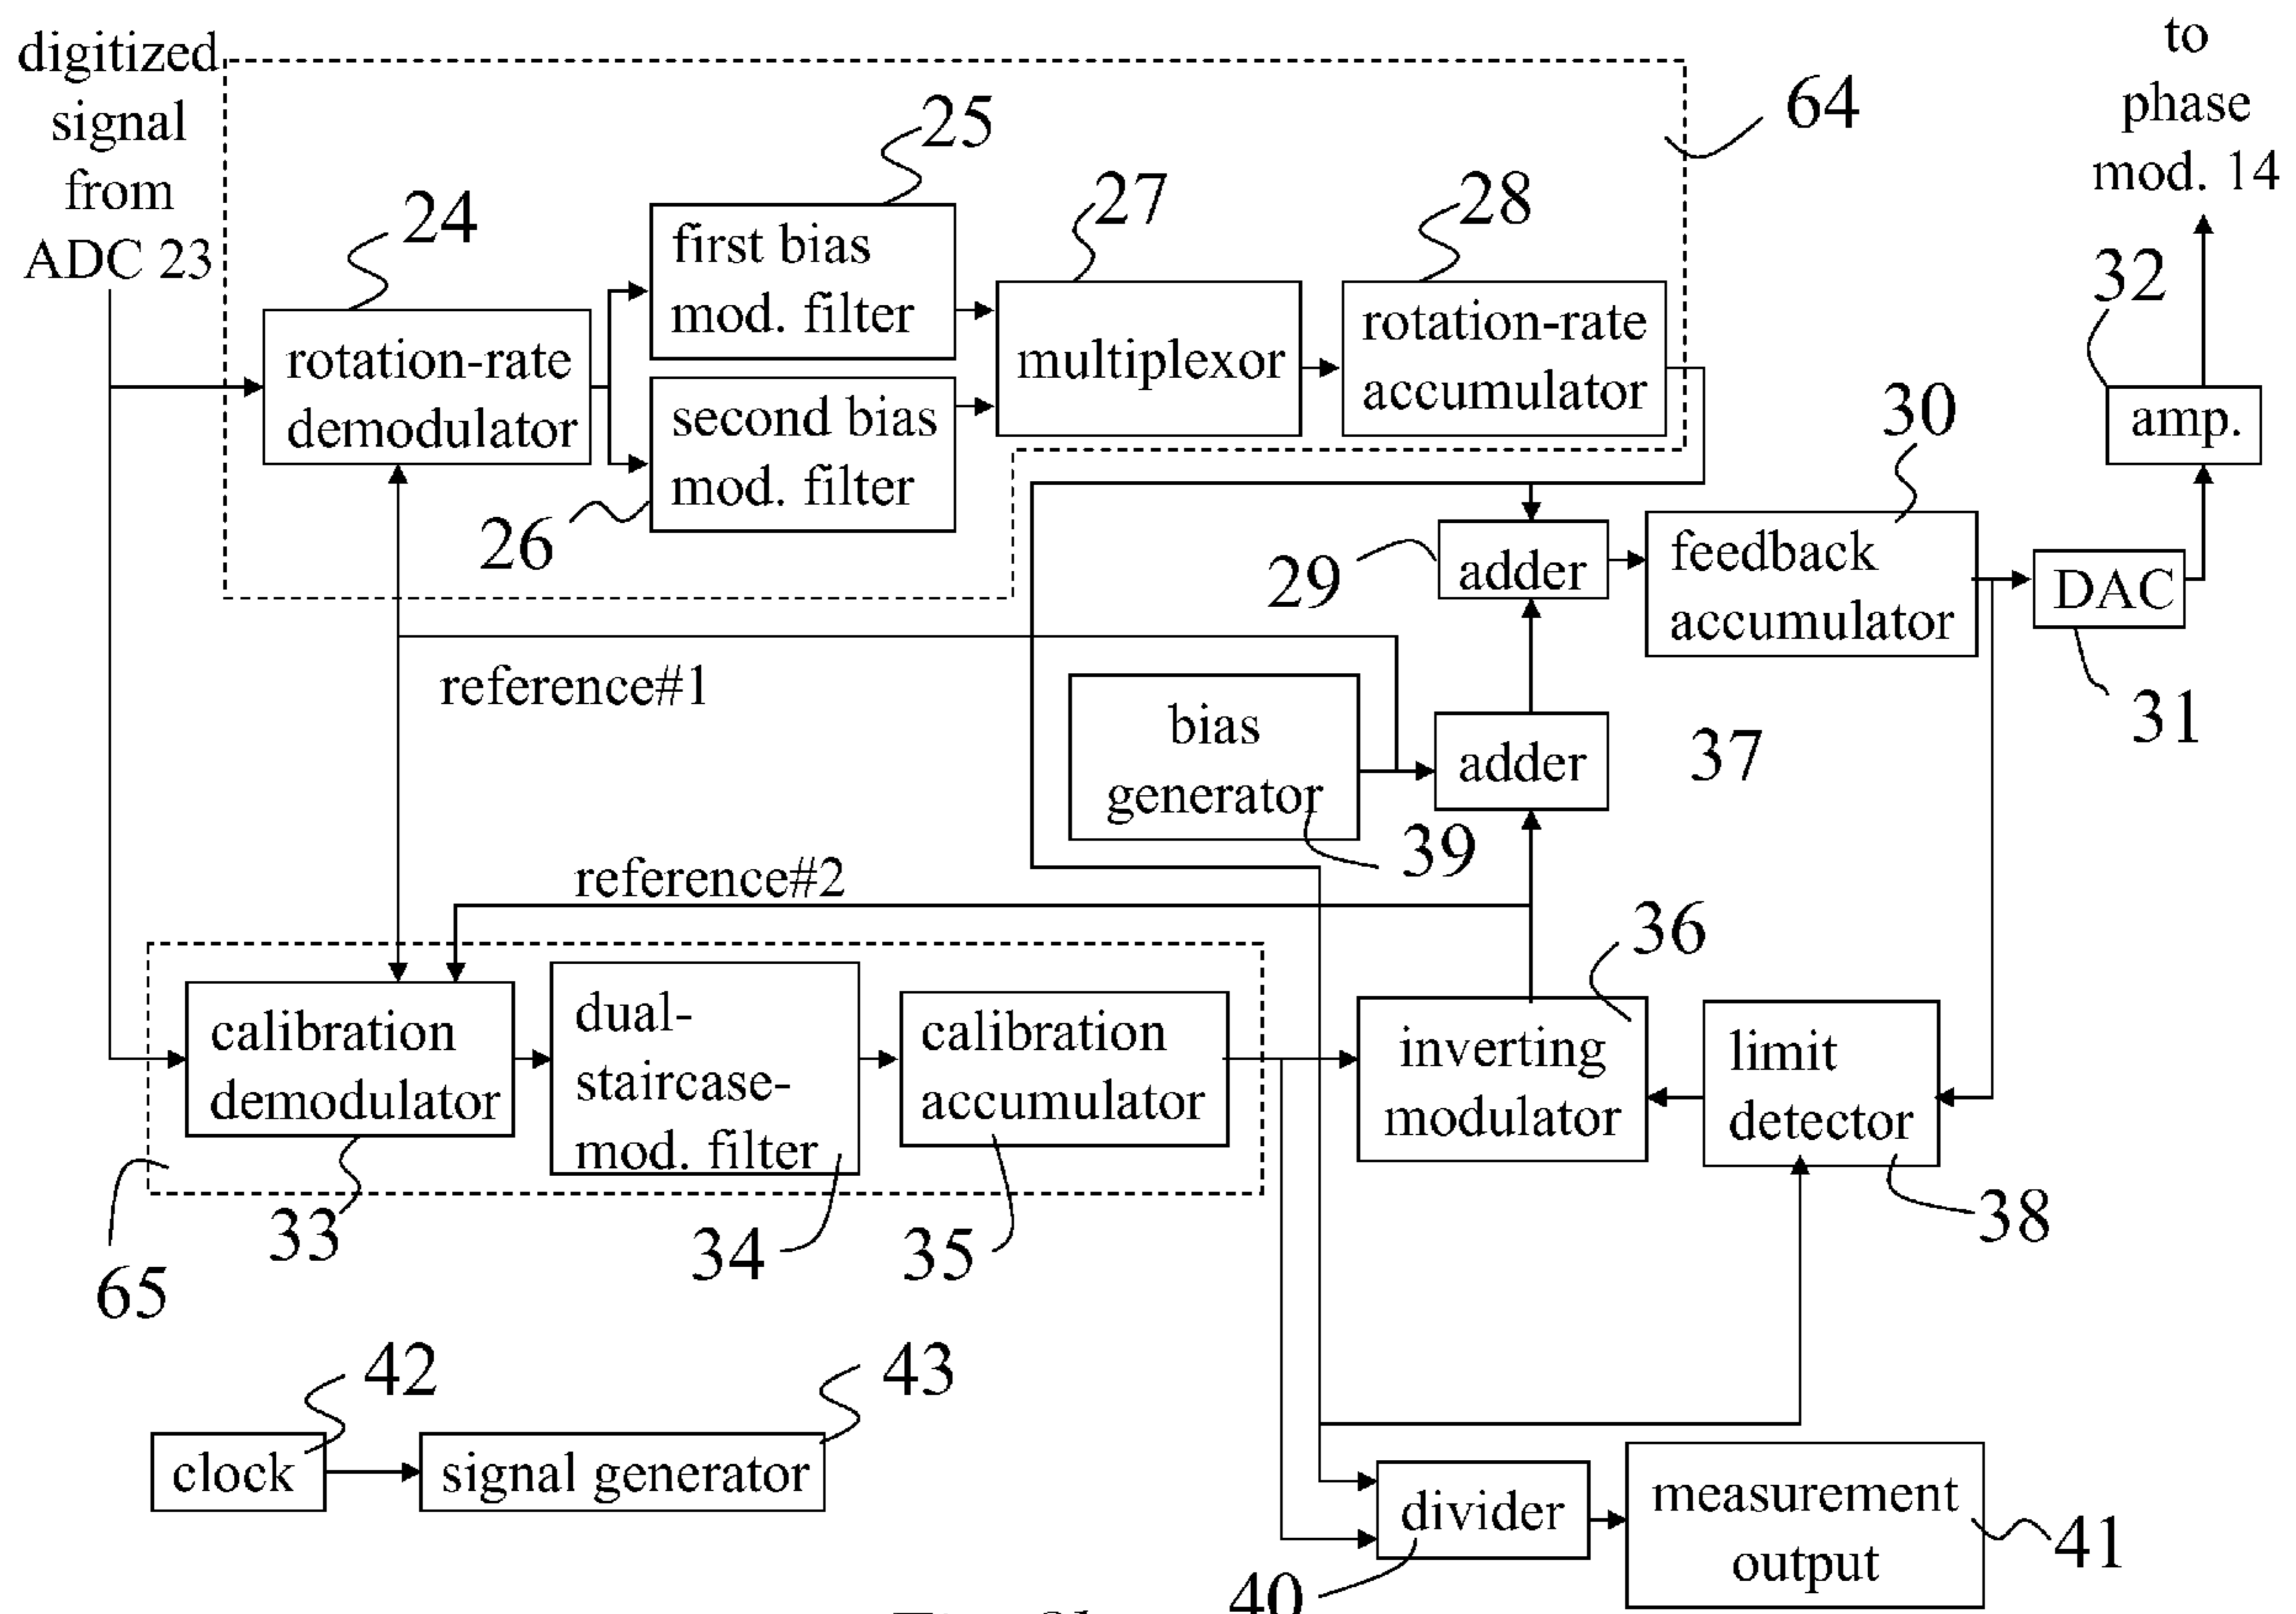 digitized
signal
from
ADC 23
to
phase
mod. 14
64
25
24
27
28
32
first bias
mod. filter
rotation-rate
demodulator
multiplexor
rotation-rate
accumulator
second bias
mod. filter
26
30
amp.
29
adder
feedback
accumulator
DAC
31
reference#1
bias
generator
39
adder
37
reference#2
36
calibration
demodulator
dual-
staircase-
mod. filter
calibration
accumulator
inverting
modulator
limit
detector
33
34
35
38
65
42
43
clock
signal generator
divider
measurement
output
41
40